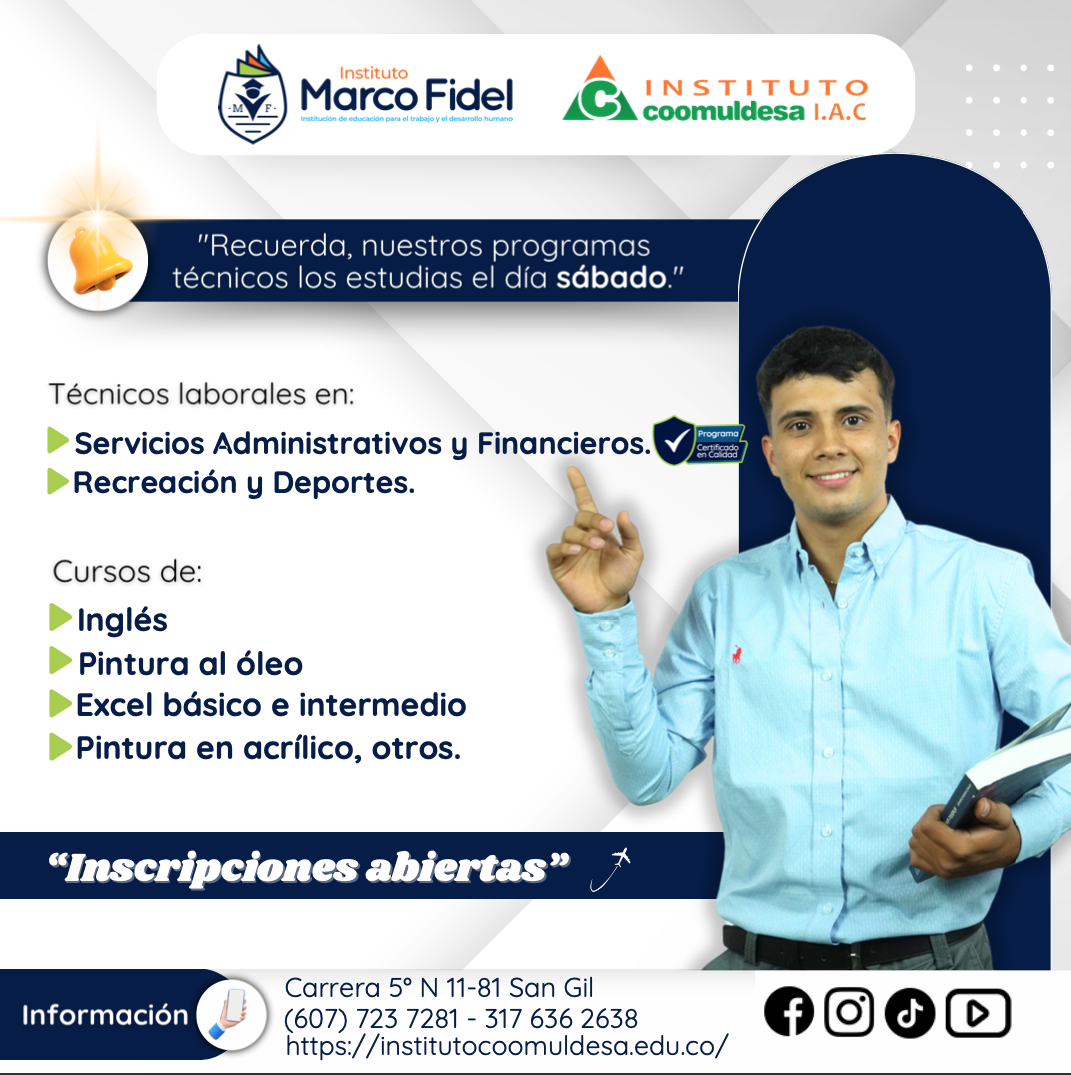 Instituto
Marco Fidel
Institución de educación para el trabajo y el desarrollo humano
·M F·
INSTITUTO
coomuldesa I.A.C
C
"Recuerda, nuestros programas
técnicos los estudias el día sábado."
Técnicos laborales en:
Servicios Administrativos y Financieros.
Programa
Certificado
en Calidad
Recreación y Deportes.
Cursos de:
Inglés
Pintura al óleo
Excel básico e intermedio
Pintura en acrílico, otros.
“Inscripciones abiertas”
Información
Carrera 5° N 11-81 San Gil
(607) 723 7281 - 317 636 2638
https://institutocoomuldesa.edu.co/